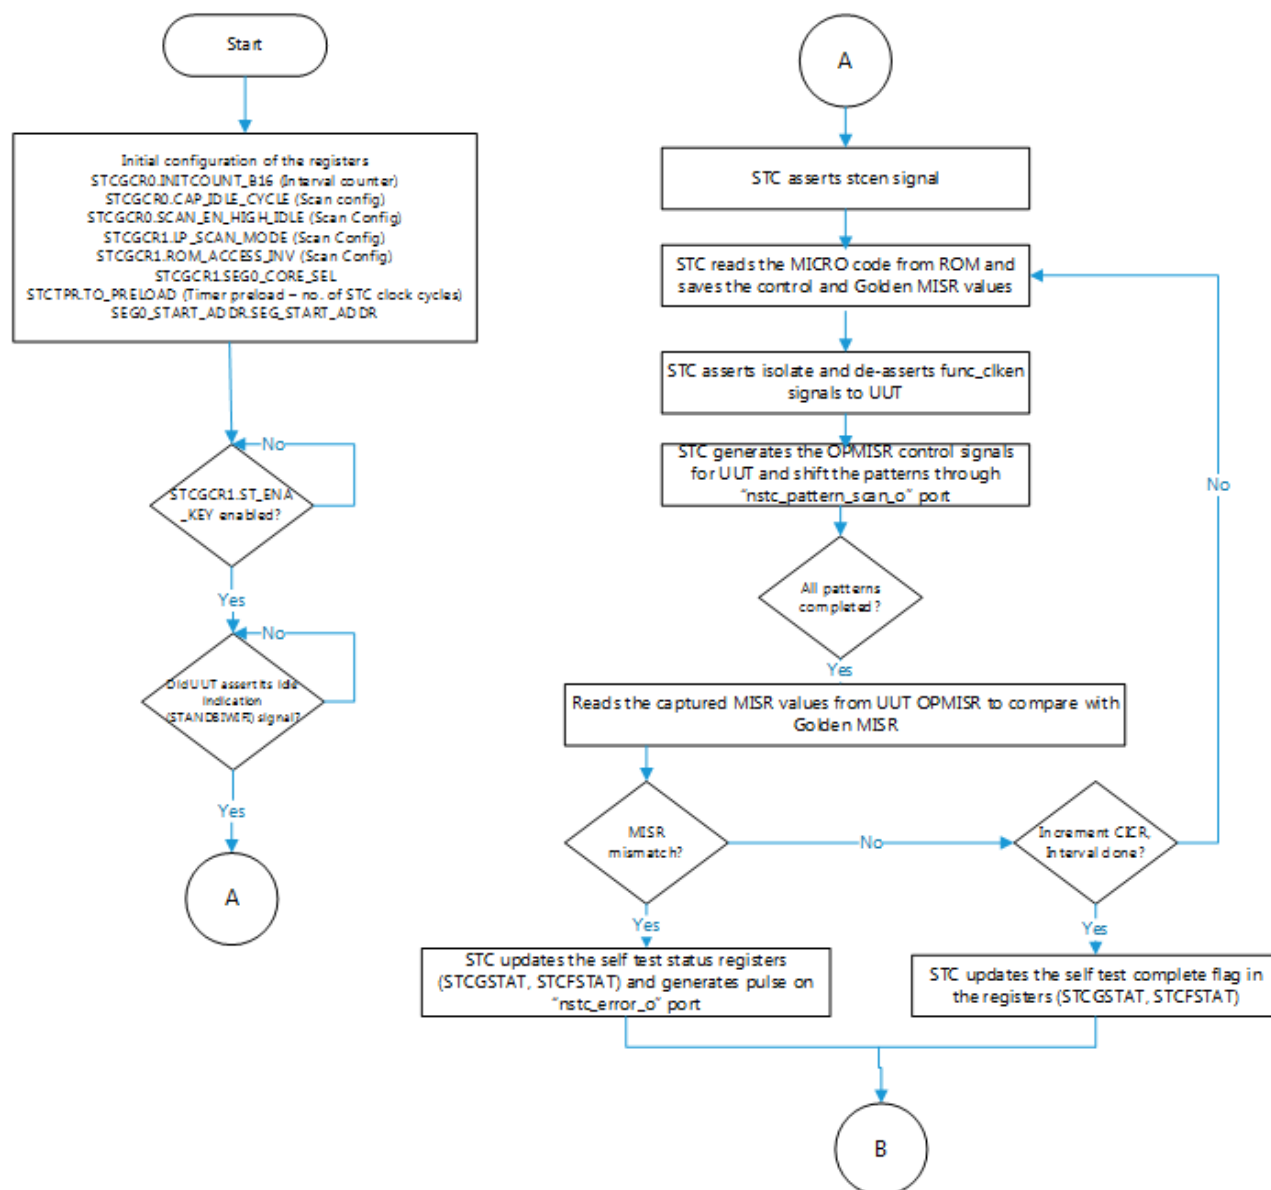 Start
Initial configuration of the registers
STCGCR0.INITCOUNT_B16 (Interval counter)
STCGCR0.CAP_IDLE_CYCLE (Scan config)
STCGCR0.SCAN_EN_HIGH_IDLE (Scan Config)
STCGCR1.LP_SCAN_MODE (Scan Config)
STCGCR1.ROM_ACCESS_INV (Scan Config)
STCGCR1.SEG0_CORE_SEL
STCTPR.TO_PRELOAD (Timer preload – no. of STC clock cycles)
SEG0_START_ADDR.SEG_START_ADDR
No
STCGCR1.ST_ENA
_KEY enabled?
Yes
No
Did UUT assert its Idle
Indication
(STANDBIWIFI) signal?
Yes
A
A
STC asserts stcen signal
STC reads the MICRO code from ROM and
saves the control and Golden MISR values
STC asserts isolate and de-asserts func_clken
signals to UUT
STC generates the OPMISR control signals
for UUT and shift the patterns through
“nstc_pattern_scan_o” port
No
All patterns
completed?
Yes
Reads the captured MISR values from UUT OPMISR to compare with
Golden MISR
MISR
mismatch?
No
Increment CICR,
Interval done?
Yes
Yes
STC updates the self test status registers
(STCGSTAT, STCFSTAT) and generates pulse on
“nstc_error_o” port
STC updates the self test complete flag in
the registers (STCGSTAT, STCFSTAT)
B